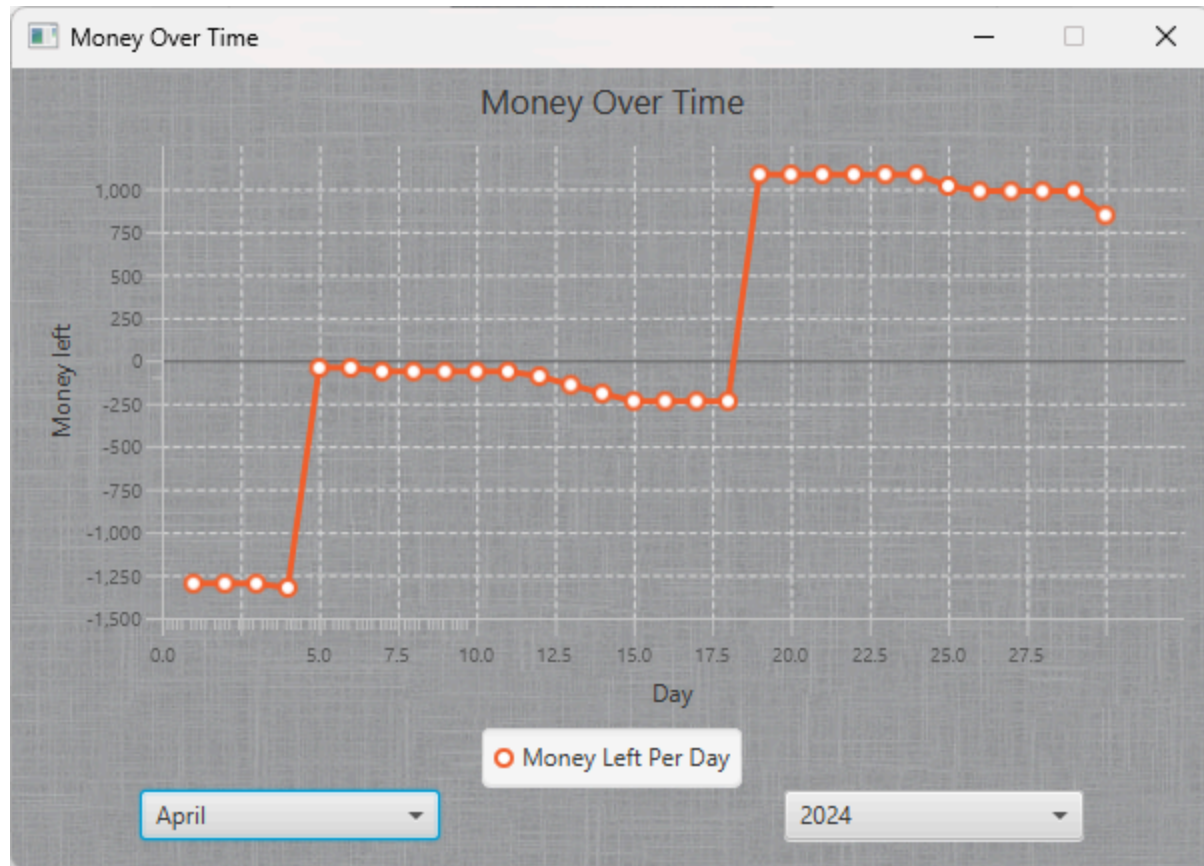 Money Over Time
Money Over Time
1,000
750
500
250
0
-250
-500
-750
-1,000
-1,250
-1,500
Money left
0.0 5.0 7.5 10.0 12.5 15.0 17.5 20.0 22.5 25.0 27.5
Day
Money Left Per Day
April 2024